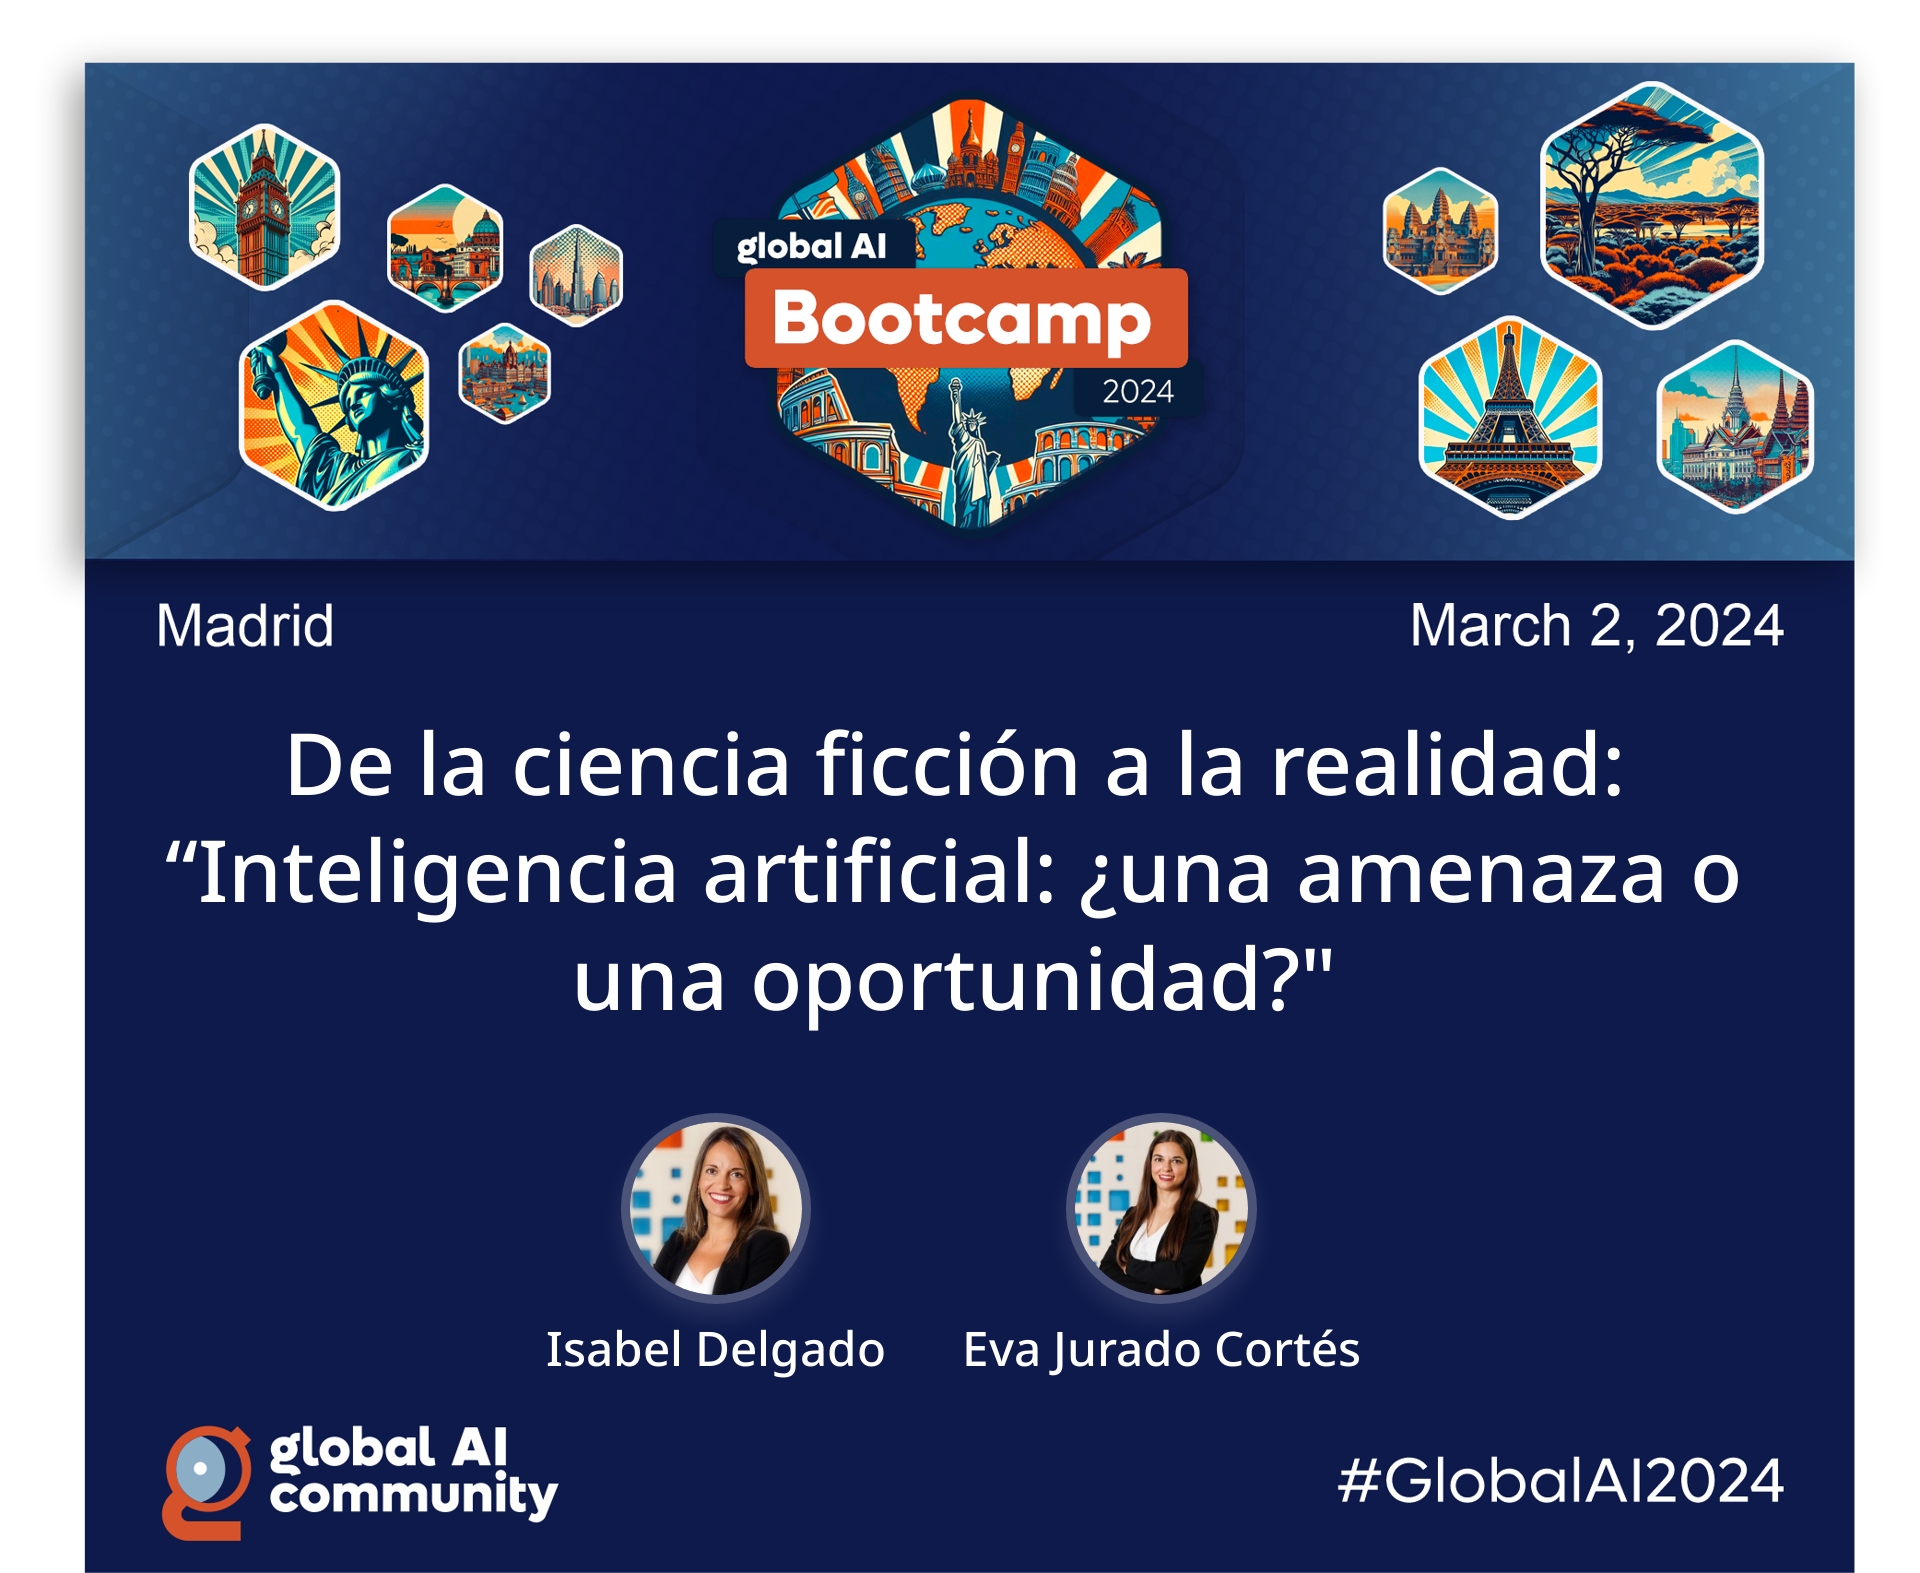 global AI
Bootcamp
2024
Madrid
March 2, 2024
De la ciencia ficción a la realidad:
“Inteligencia artificial: ¿una amenaza o
una oportunidad?"
Isabel Delgado
Eva Jurado Cortés
global AI
community
#GlobalAI2024